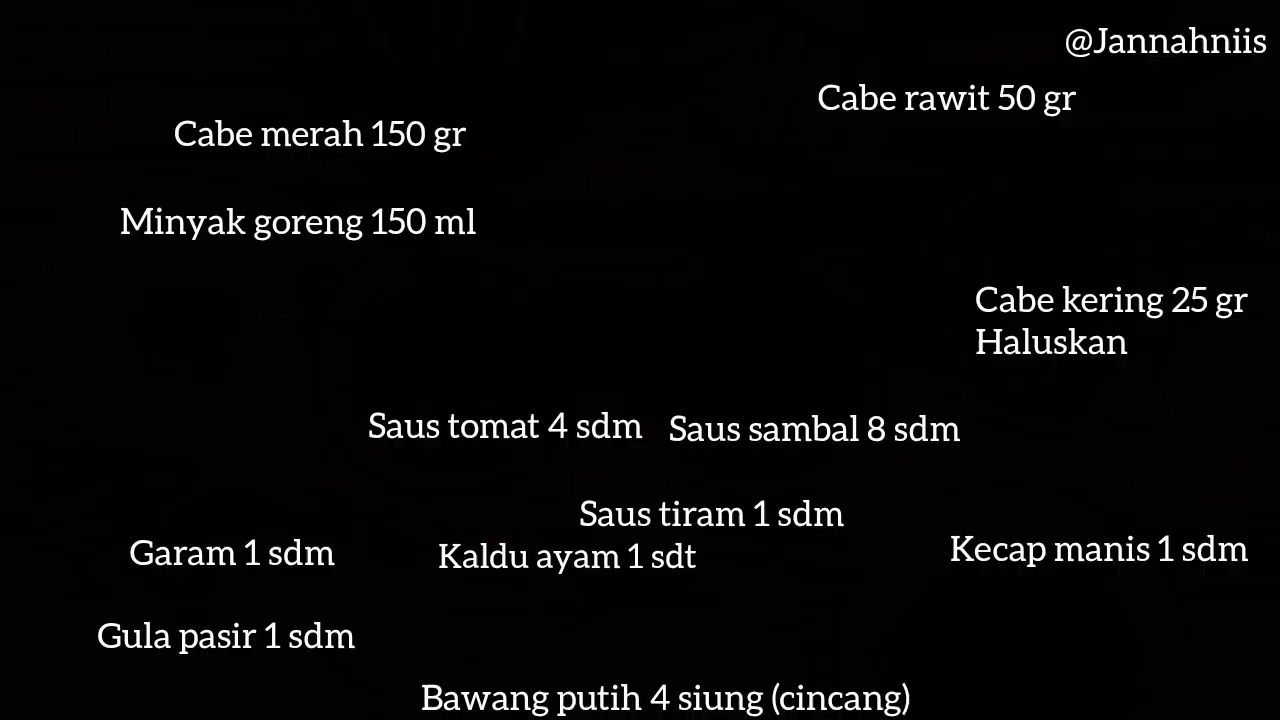 @Jannahniis
Cabe rawit 50 gr
Cabe merah 150 gr
Minyak goreng 150 ml
Cabe kering 25 gr
Haluskan
Saus tomat 4 sdm
Saus sambal 8 sdm
Saus tiram 1 sdm
Garam 1 sdm
Kaldu ayam 1 sdt
Kecap manis 1 sdm
Gula pasir 1 sdm
Bawang putih 4 siung (cincang)